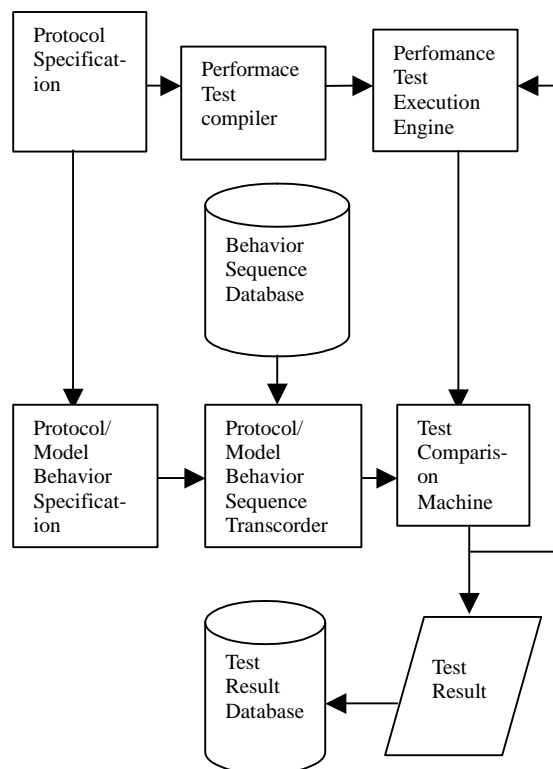 Protocol
Specificat-
ion
Performace
Test
compiler
Perfomance
Test
Execution
Engine
Behavior
Sequence
Database
Protocol/
Model
Behavior
Specificat-
ion
Protocol/
Model
Behavior
Sequence
Transcorder
Test
Comparis-
on
Machine
Test
Result
Database
Test
Result